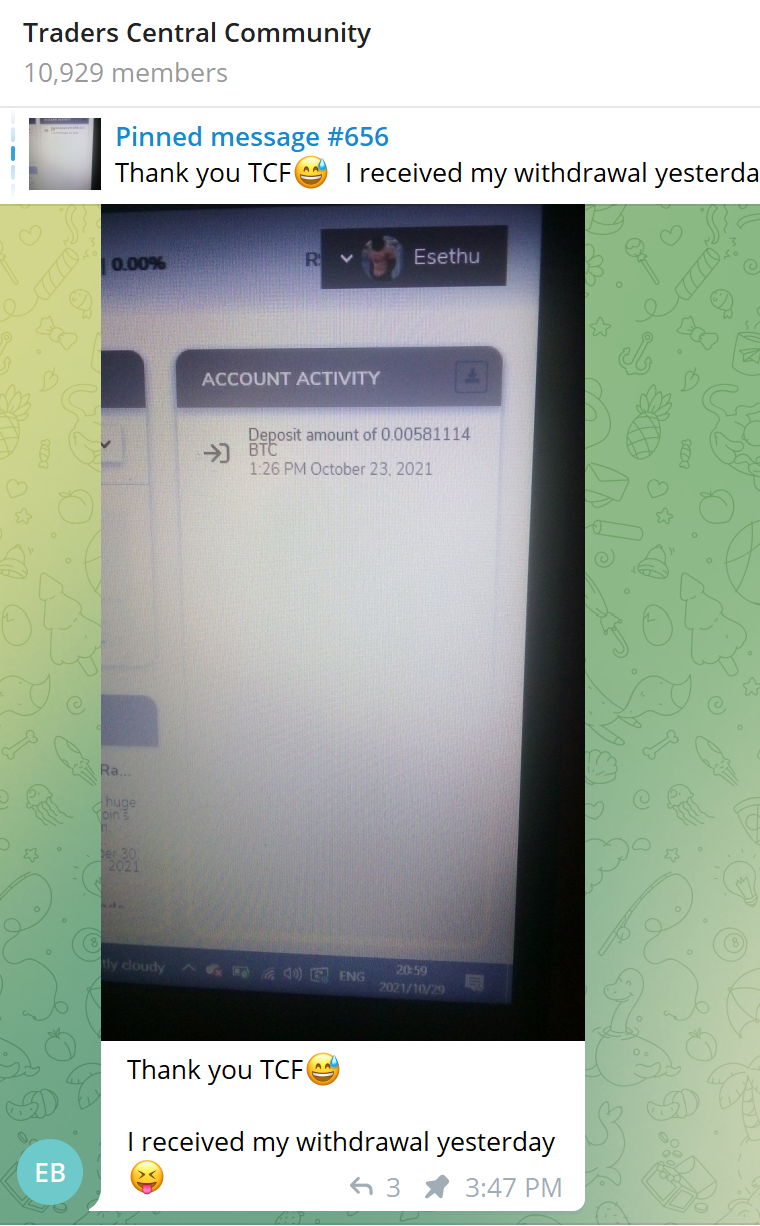 Traders Central Community
10,929 members
Pinned message #656
Thank you TCF😅 I received my withdrawal yesterda
0.00%
Esethu
ACCOUNT ACTIVITY
Deposit amount of 0.00581114
BTC
1:26 PM October 23, 2021
Ra...
huge
oin's
n.
er 30,
2021
tly cloudy
ENG
20:59
2021/10/29
Thank you TCF😅
I received my withdrawal yesterday
😝
EB
3
3:47 PM